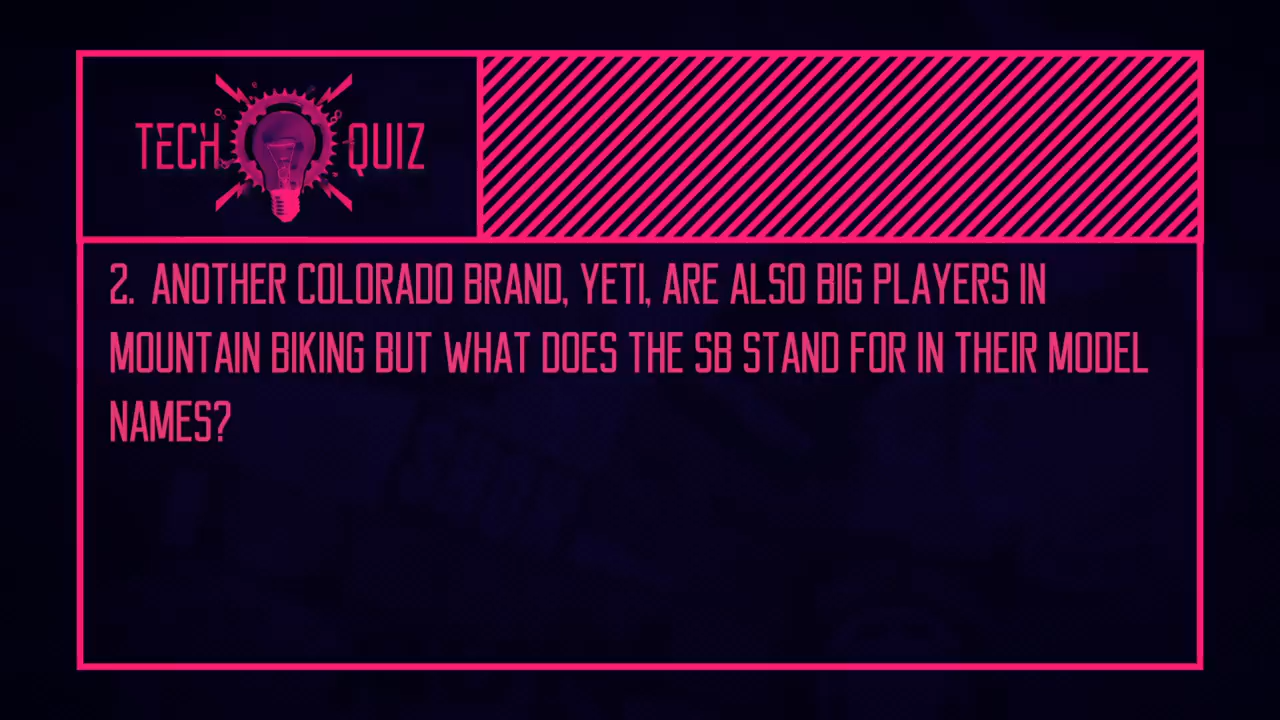 TECH QUIZ
2. ANOTHER COLORADO BRAND, YETI, ARE ALSO BIG PLAYERS IN
MOUNTAIN BIKING BUT WHAT DOES THE SB STAND FOR IN THEIR MODEL
NAMES?